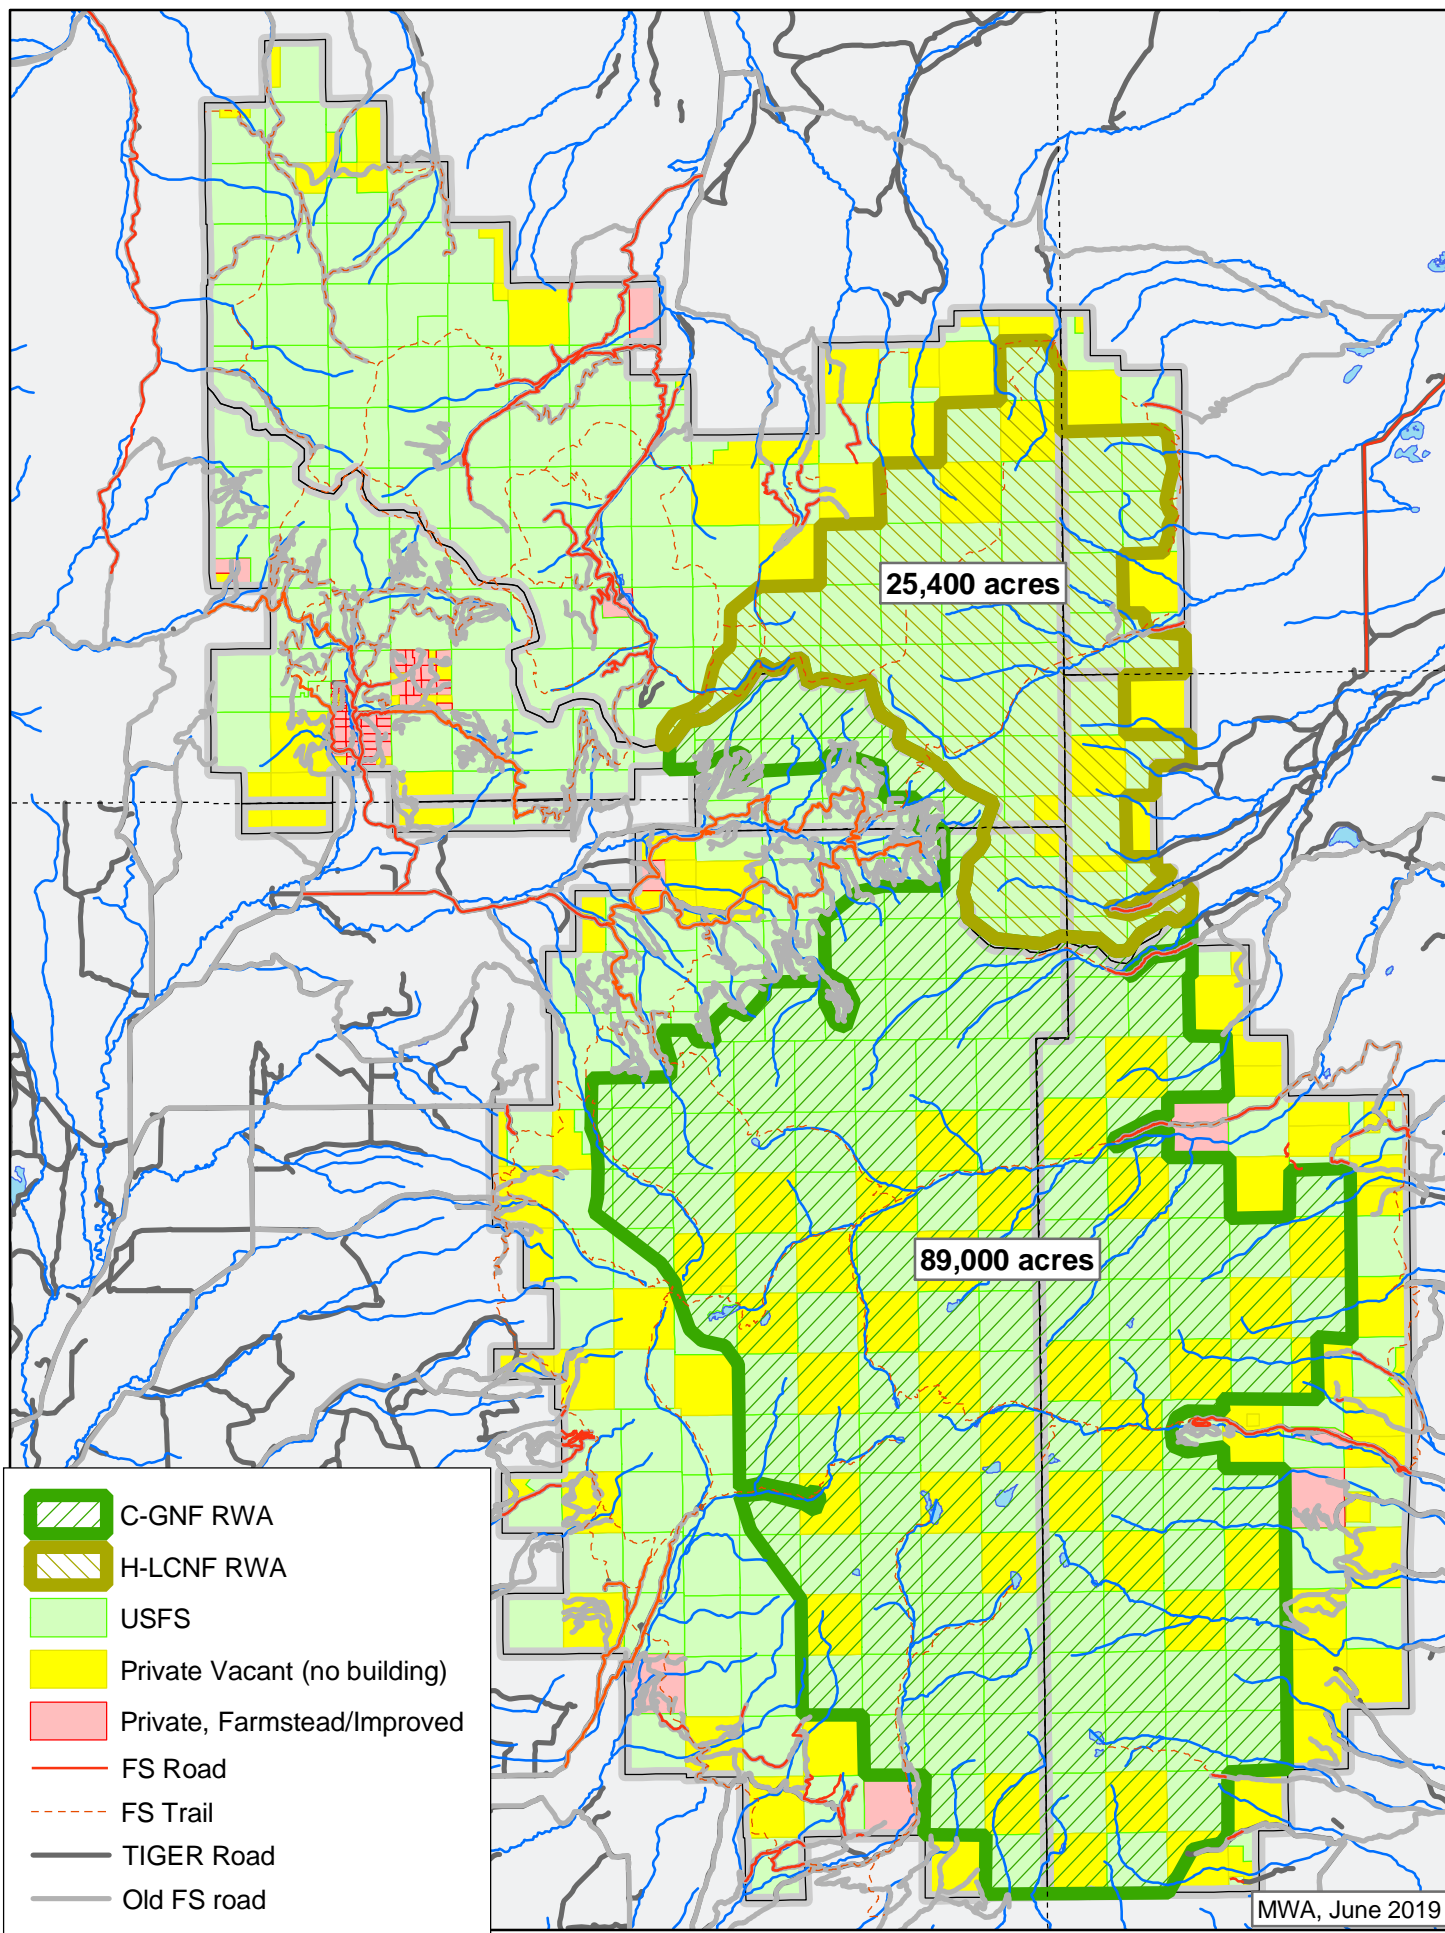 25,400 acres
89,000 acres
C-GNF RWA
H-LCNF RWA
USFS
Private Vacant (no building)
Private, Farmstead/Improved
FS Road
FS Trail
TIGER Road
Old FS road
MWA, June 2019